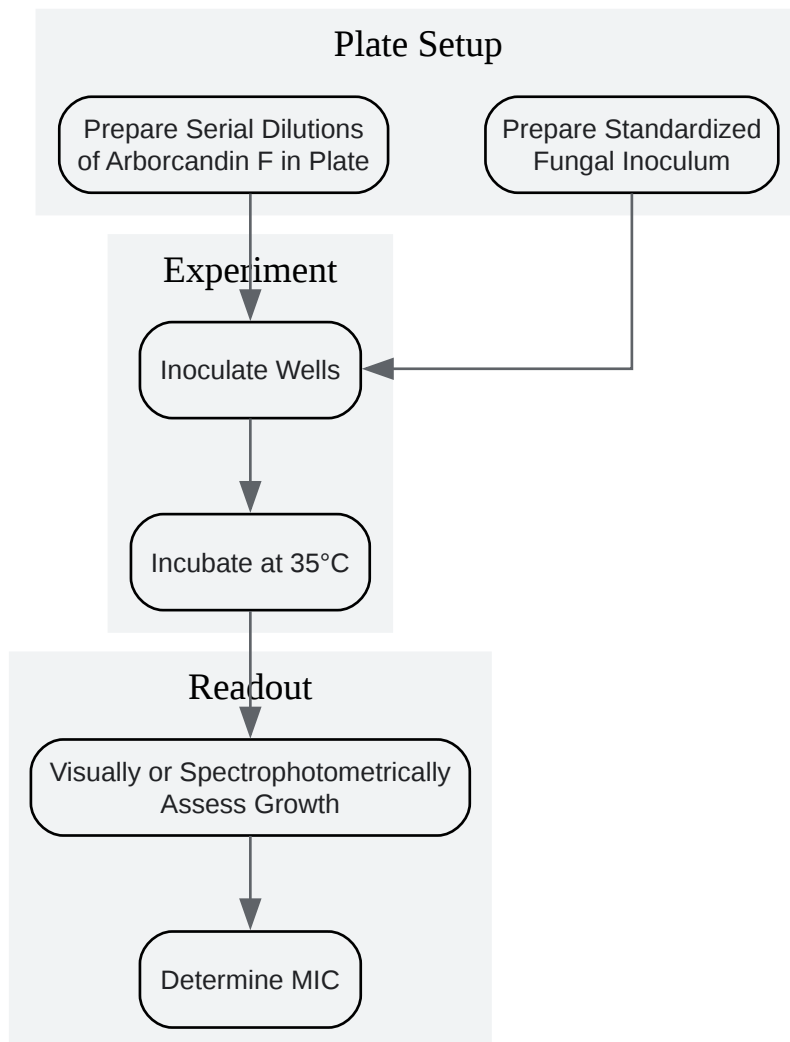 Plate Setup
Prepare Serial Dilutions
of Arborcandin F in Plate
Prepare Standardized
Fungal Inoculum
Experiment
Inoculate Wells
Incubate at 35°C
Readout
Visually or Spectrophotometrically
Assess Growth
Determine MIC